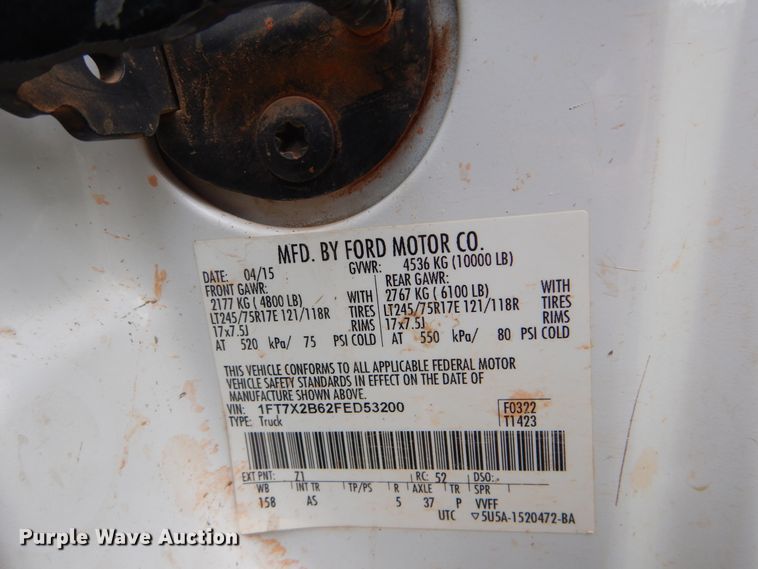 MFD. BY FORD MOTOR CO.
DATE: 04/15 GVWR: 4536 KG (10000 LB)
FRONT GAWR: REAR GAWR:
2177 KG ( 4800 LB) WITH 2767 KG ( 6100 LB) WITH
LT245/75R17E 121/118R TIRES LT245/75R17E 121/118R TIRES
17x7.5J RIMS 17x7.5J RIMS
AT 520 kPa/ 75 PSI COLD AT 550 kPa/ 80 PSI COLD
THIS VEHICLE CONFORMS TO ALL APPLICABLE FEDERAL MOTOR
VEHICLE SAFETY STANDARDS IN EFFECT ON THE DATE OF
MANUFACTURE SHOWN ABOVE.
VIN: 1FT7X2B62FED53200 F0322
TYPE: Truck T1423
EXT PNT: Z1 RC: 52 DSO:
WB INT TR TP/PS R AXLE TR SPR
158 AS 5 37 P VVFF
UTC ▽5U5A-1520472-BA
Purple Wave Auction